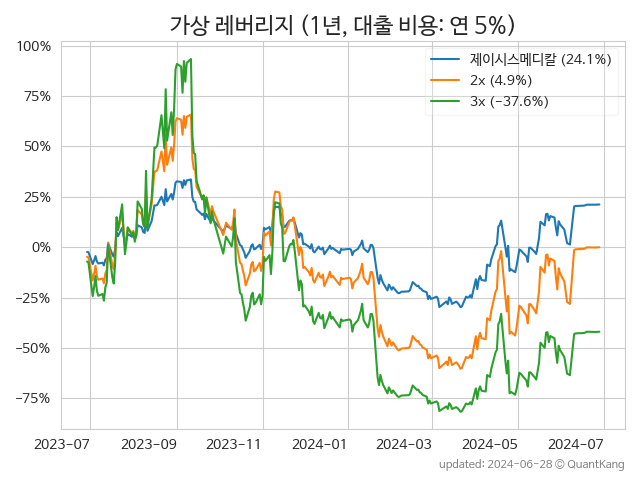 가상 레버리지 (1년, 대출 비용: 연 5%)
100%
75%
50%
25%
0%
−25%
−50%
−75%
제이시스메디칼 (24.1%)
2x (4.9%)
3x (−37.6%)
2023-07 2023-09 2023-11 2024-01 2024-03 2024-05 2024-07
updated: 2024-06-28 © QuantKang